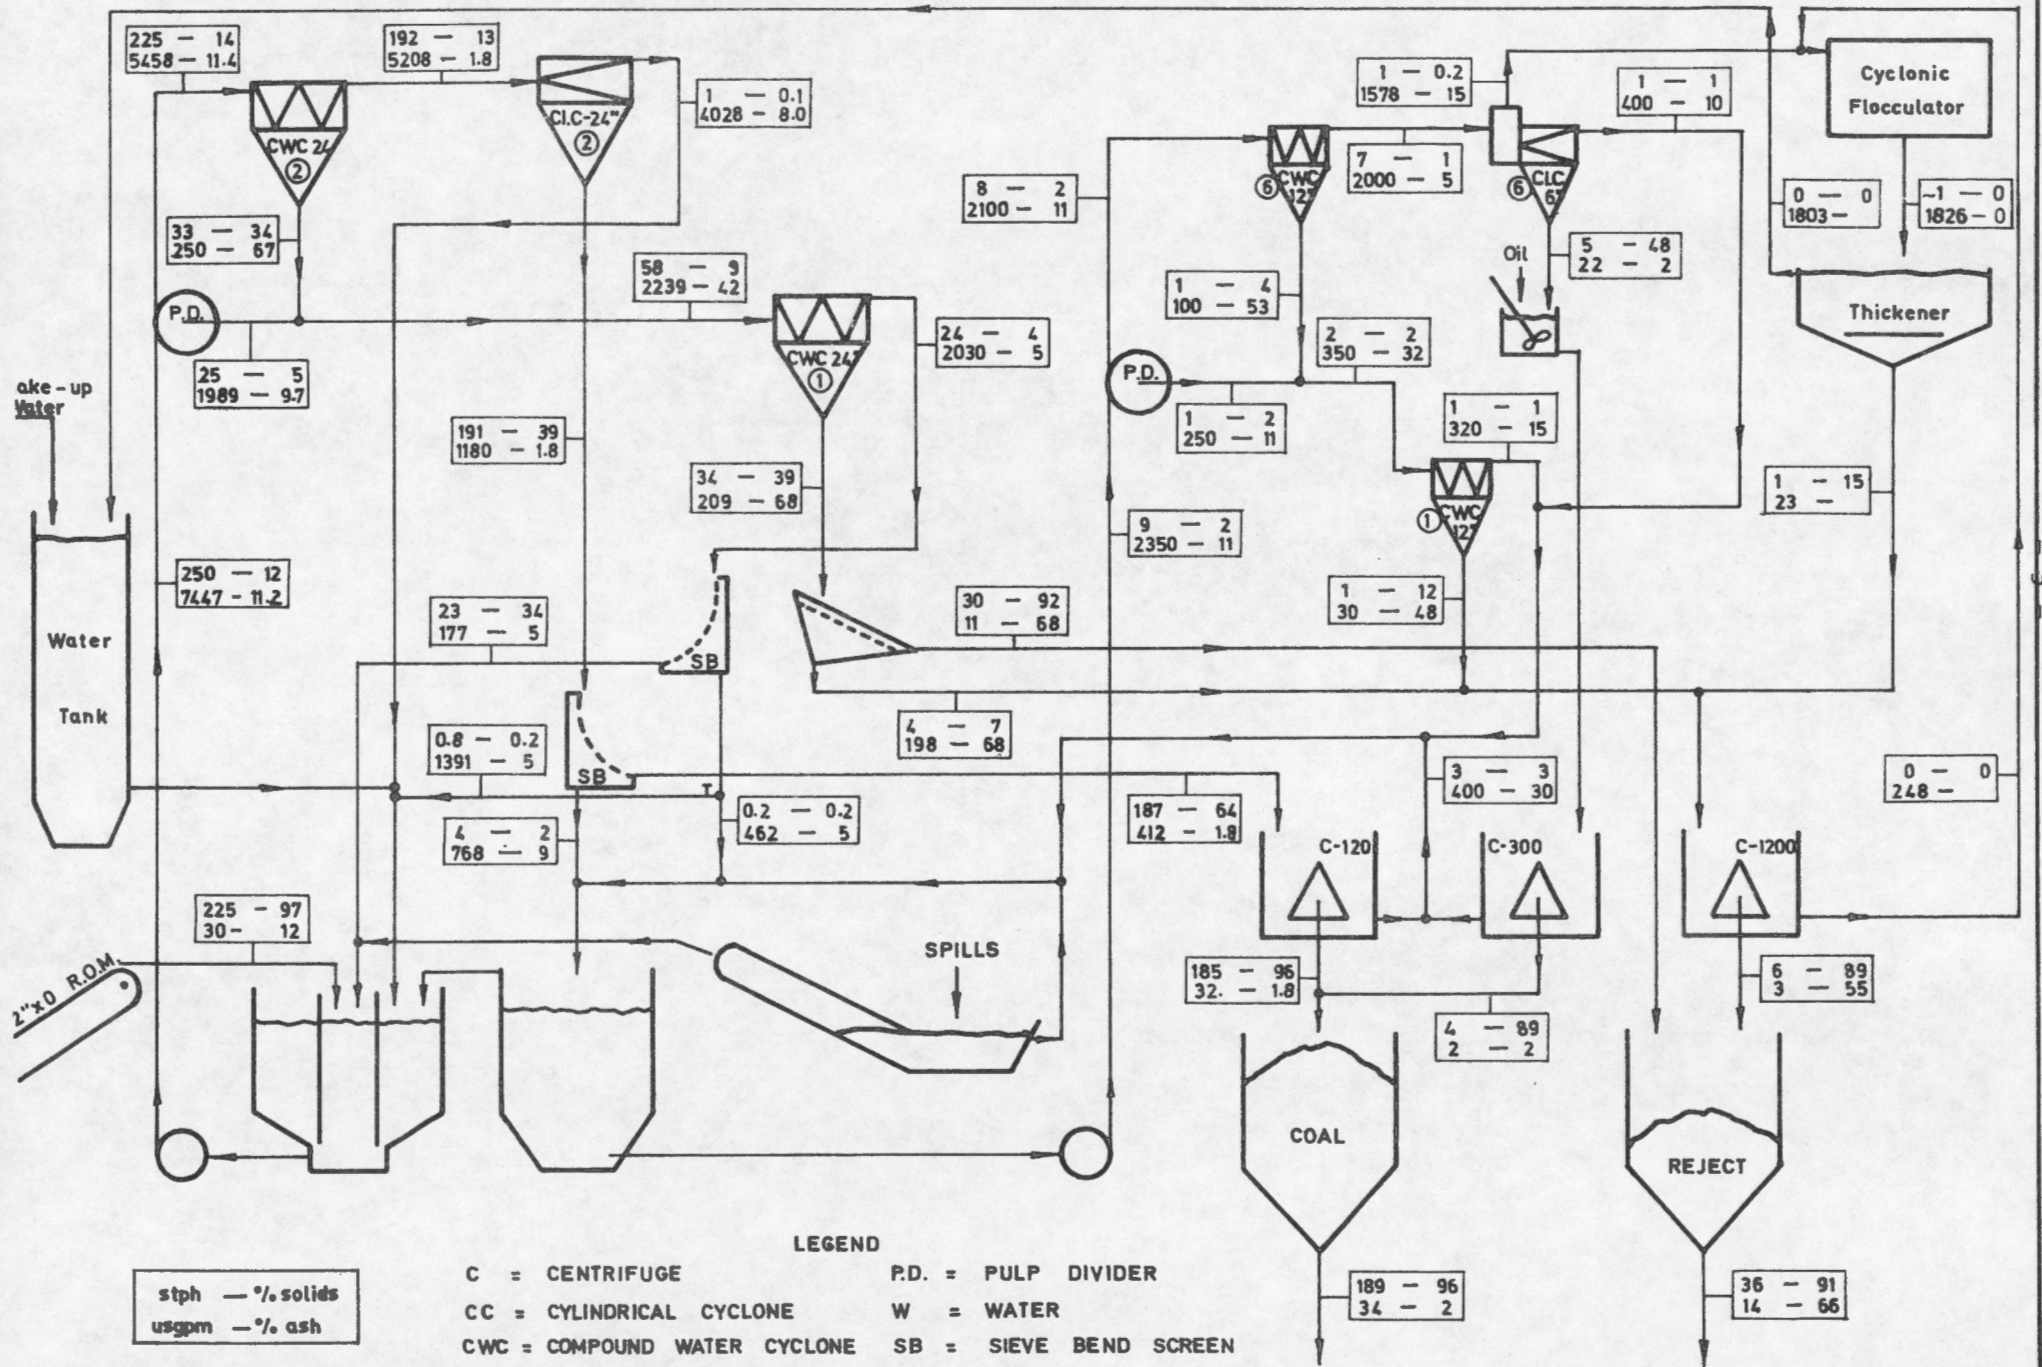 225 — 14
5458 — 11.4
192 — 13
5208 — 1.8
1 — 0.1
4028 — 8.0
CWC 24
②
CI.C-24"
②
33 — 34
250 — 67
58 — 9
2239 — 42
P.D.
25 — 5
1989 — 9.7
CWC 24"
①
24 — 4
2030 — 5
191 — 39
1180 — 1.8
34 — 39
209 — 68
ake-up
Water
250 — 12
7447 — 11.2
Water
Tank
23 — 34
177 — 5
SB
30 — 92
11 — 68
4 — 7
198 — 68
0.8 — 0.2
1391 — 5
SB
T
4 — 2
768 — 9
0.2 — 0.2
462 — 5
225 — 97
30 — 12
2"x0 R.O.M.
SPILLS
1 — 0.2
1578 — 15
1 — 1
400 — 10
Cyclonic
Flocculator
8 — 2
2100 — 11
⑥
CWC
12"
7 — 1
2000 — 5
⑥
CI.C
6"
0 — 0
1803 —
~1 — 0
1826 — 0
5 — 48
22 — 2
Oil
1 — 4
100 — 53
2 — 2
350 — 32
Thickener
P.D.
1 — 2
250 — 11
1 — 1
320 — 15
①
CWC
12"
1 — 15
23 —
9 — 2
2350 — 11
1 — 12
30 — 48
3 — 3
400 — 30
0 — 0
248 —
187 — 64
412 — 1.8
C-120
C-300
C-1200
185 — 96
32. — 1.8
4 — 89
2 — 2
6 — 89
3 — 55
COAL
REJECT
189 — 96
34 — 2
36 — 91
14 — 66
LEGEND
stph — % solids
usgpm — % ash
C = CENTRIFUGE
CC = CYLINDRICAL CYCLONE
CWC = COMPOUND WATER CYCLONE
P.D. = PULP DIVIDER
W = WATER
SB = SIEVE BEND SCREEN